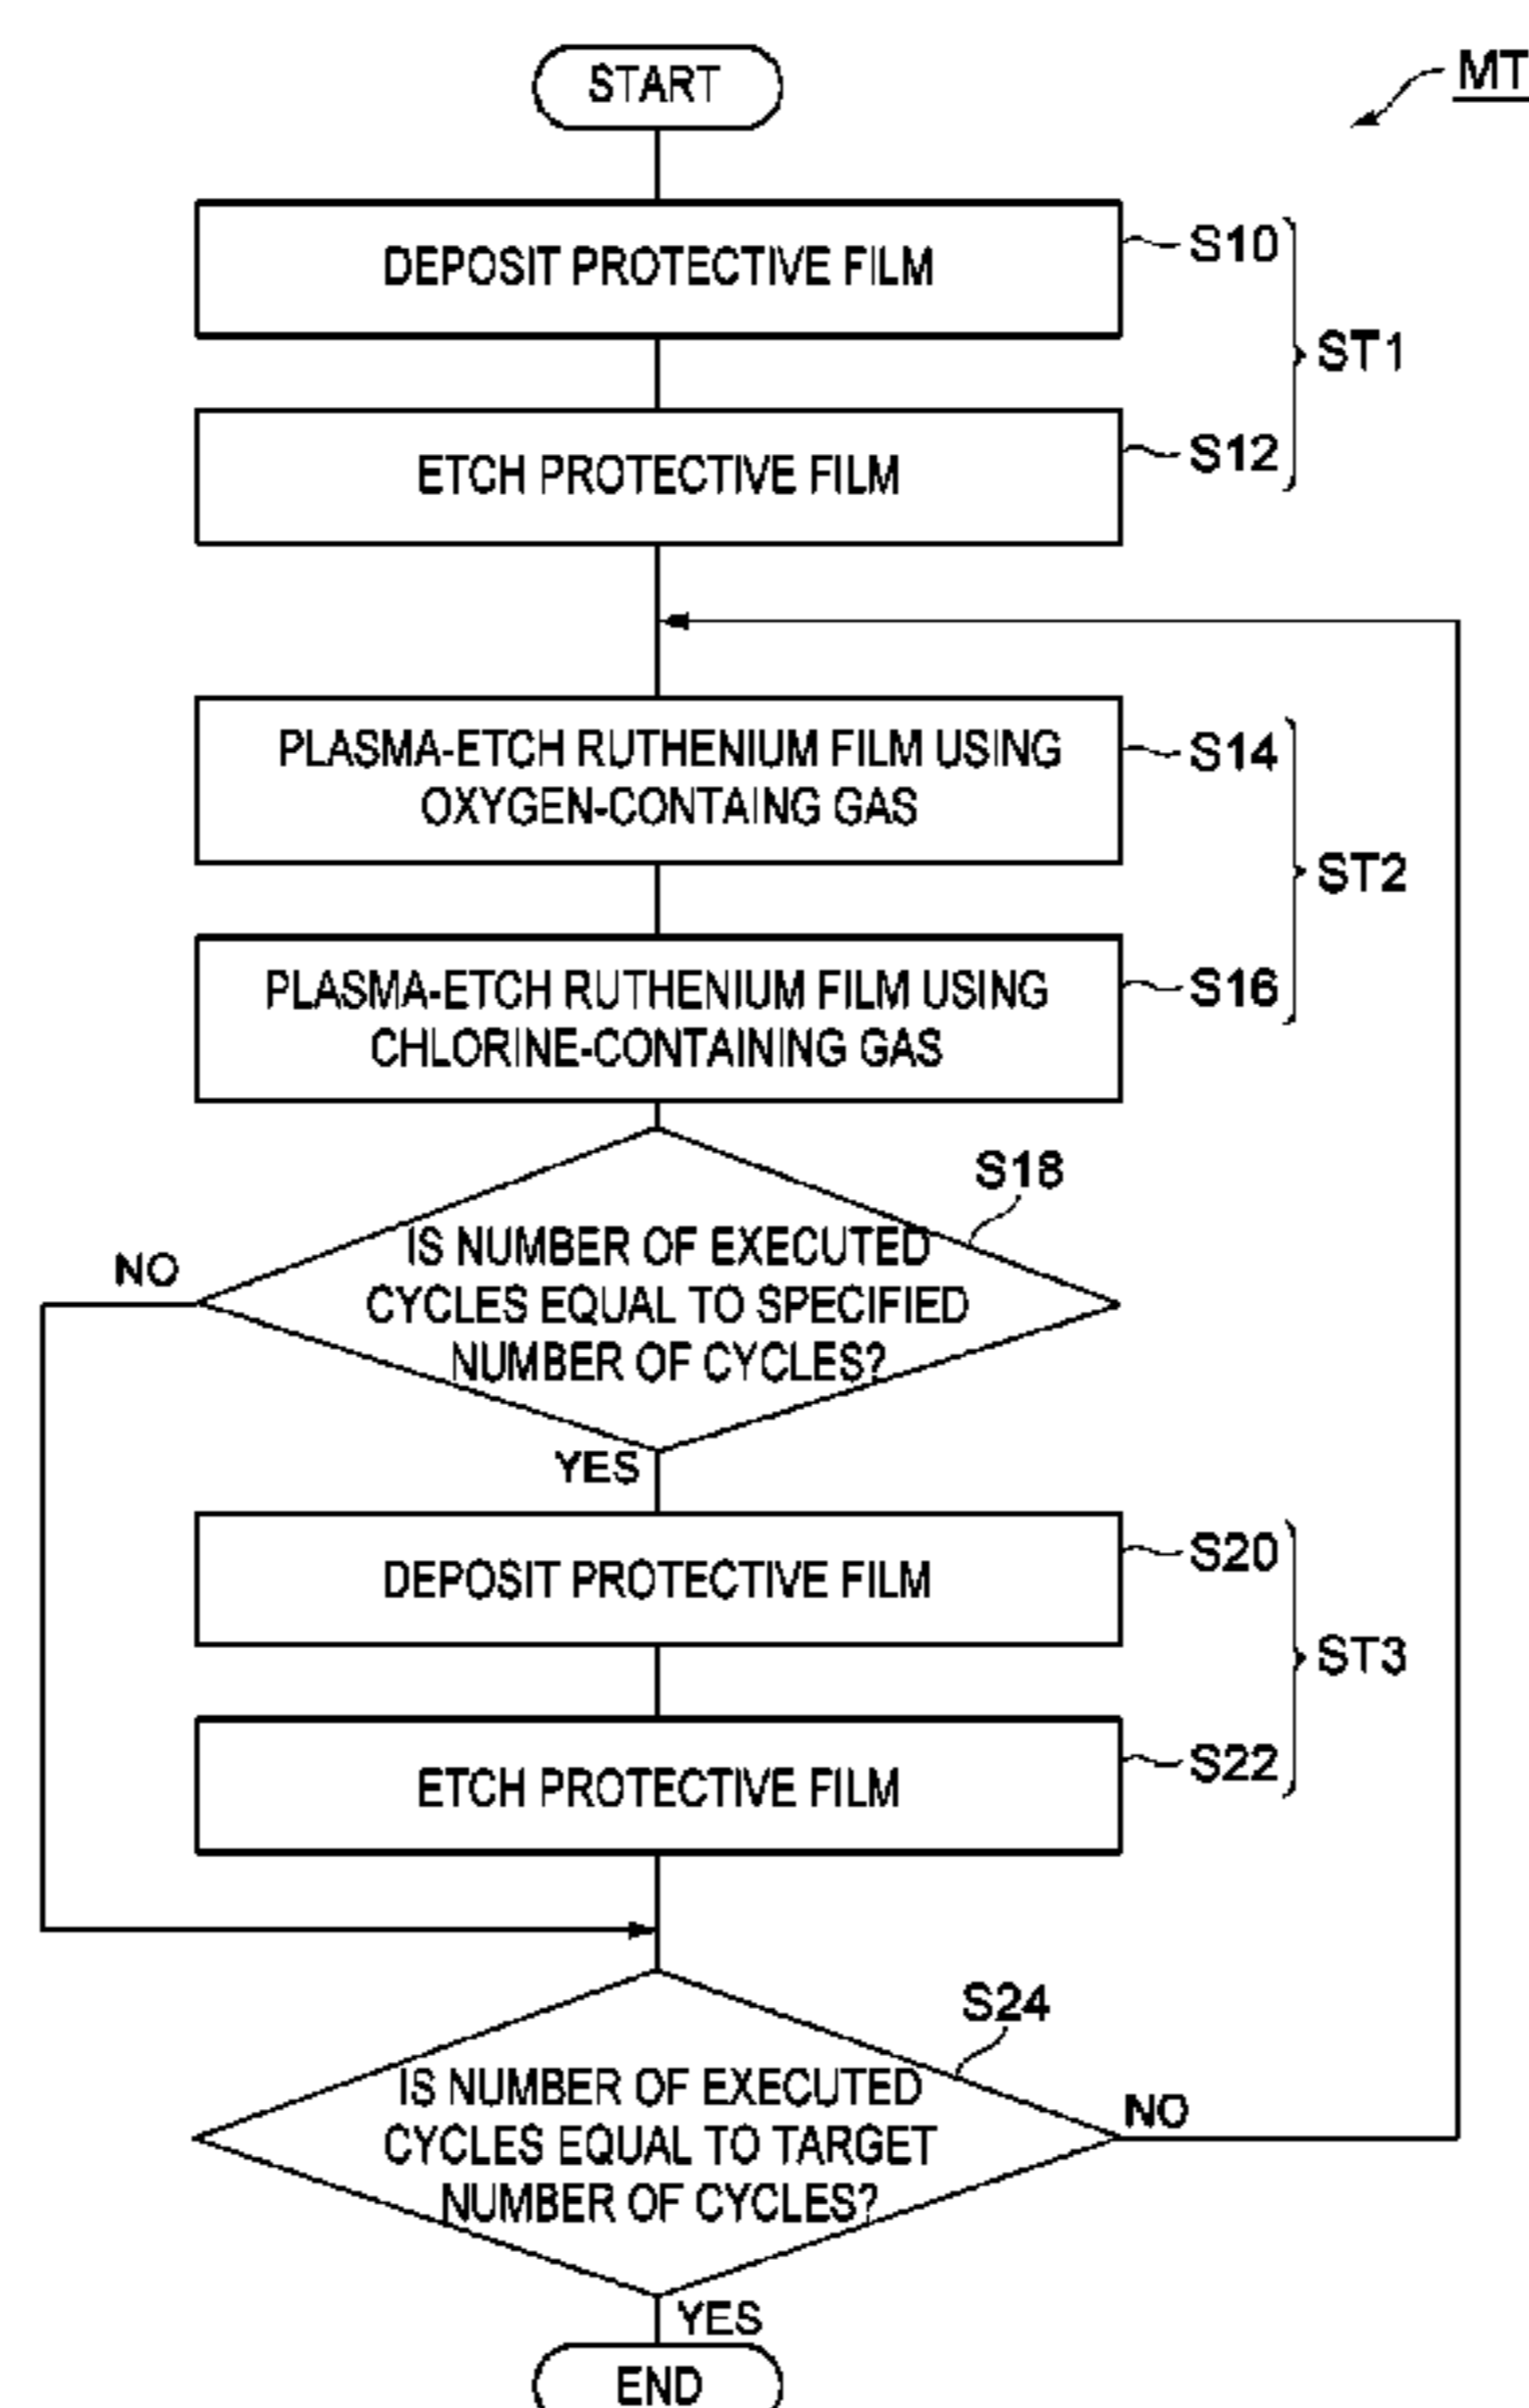 START
MT
DEPOSIT PROTECTIVE FILM
S10
ST1
ETCH PROTECTIVE FILM
S12
PLASMA-ETCH RUTHENIUM FILM USING
OXYGEN-CONTAING GAS
S14
ST2
PLASMA-ETCH RUTHENIUM FILM USING
CHLORINE-CONTAINING GAS
S16
S18
IS NUMBER OF EXECUTED
CYCLES EQUAL TO SPECIFIED
NUMBER OF CYCLES?
NO
YES
DEPOSIT PROTECTIVE FILM
S20
ST3
ETCH PROTECTIVE FILM
S22
S24
IS NUMBER OF EXECUTED
CYCLES EQUAL TO TARGET
NUMBER OF CYCLES?
NO
YES
END